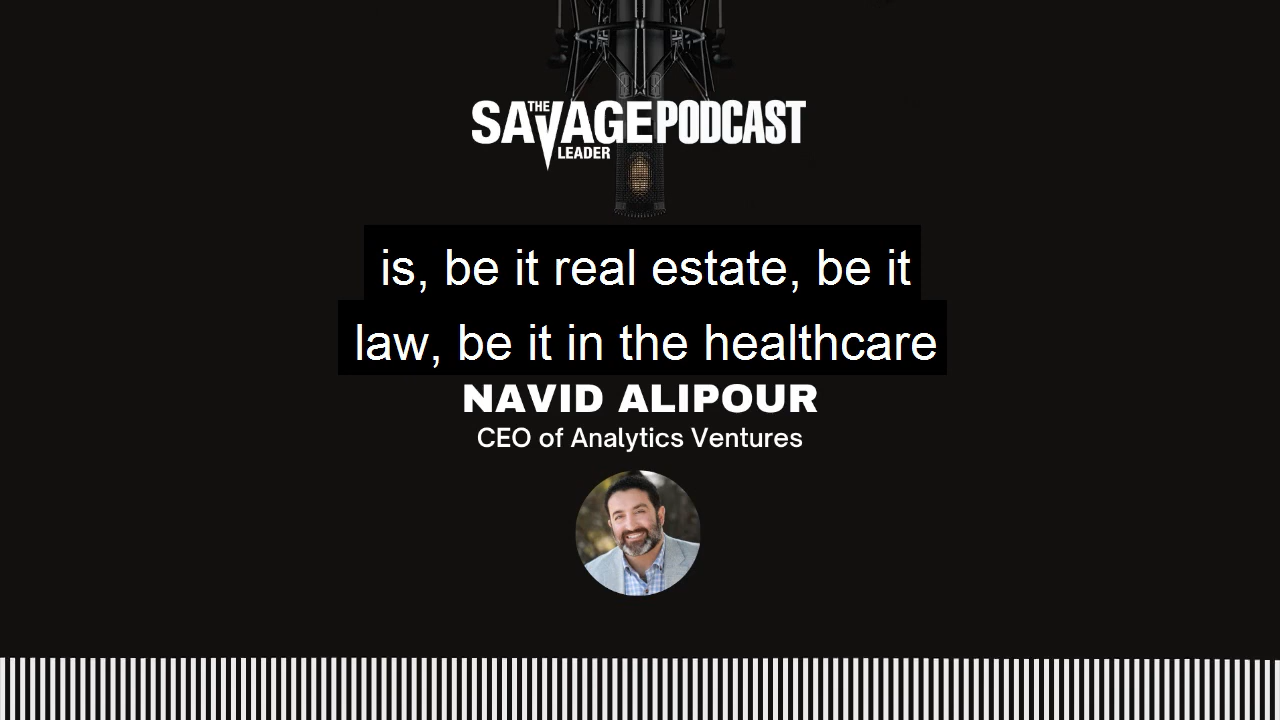 THE SAVAGE LEADER PODCAST
is, be it real estate, be it
law, be it in the healthcare
NAVID ALIPOUR
CEO of Analytics Ventures